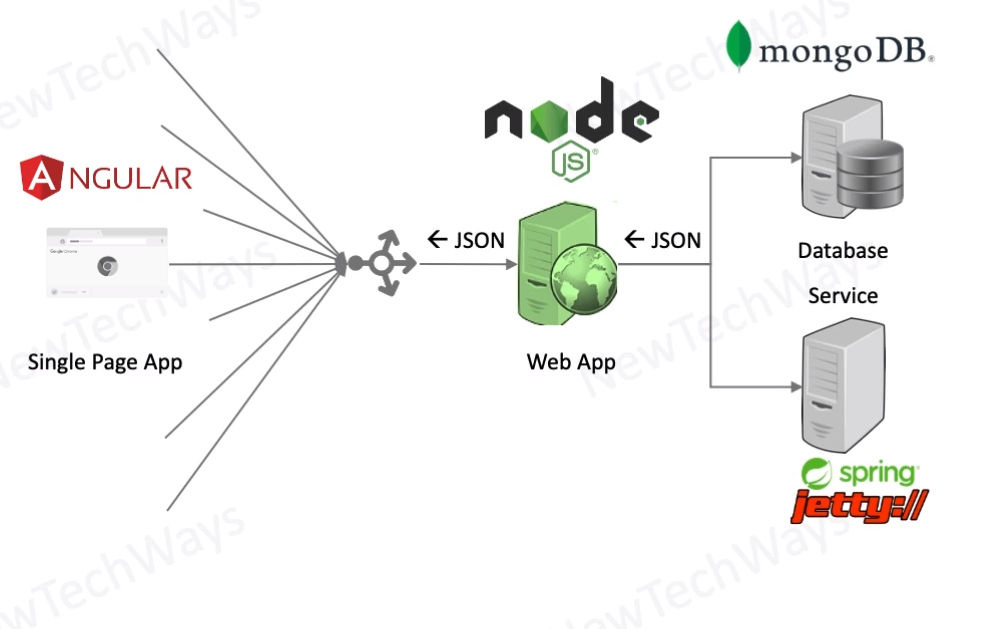 mongoDB®
node
JS®
ANGULAR
← JSON
← JSON
Database
Service
Single Page App
Web App
spring
jetty://
NewTechWays
NewTechWays
NewTechWays
NewTechWays